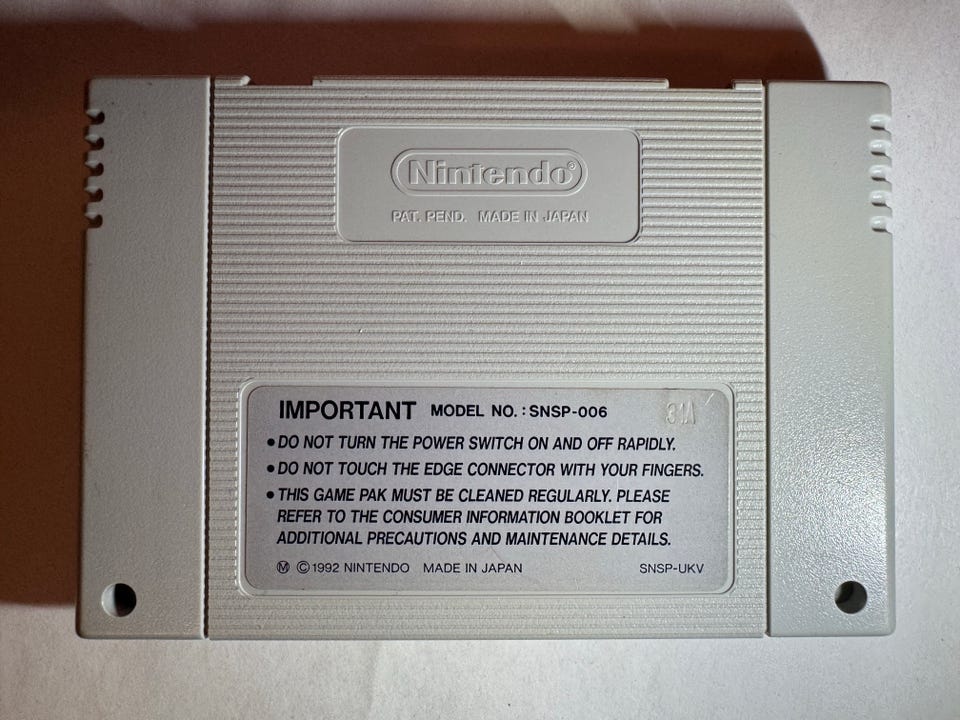 Nintendo®
PAT. PEND. MADE IN JAPAN
IMPORTANT MODEL NO. : SNSP-006
31A
• DO NOT TURN THE POWER SWITCH ON AND OFF RAPIDLY.
• DO NOT TOUCH THE EDGE CONNECTOR WITH YOUR FINGERS.
• THIS GAME PAK MUST BE CLEANED REGULARLY. PLEASE
REFER TO THE CONSUMER INFORMATION BOOKLET FOR
ADDITIONAL PRECAUTIONS AND MAINTENANCE DETAILS.
Ⓜ ©1992 NINTENDO MADE IN JAPAN SNSP-UKV